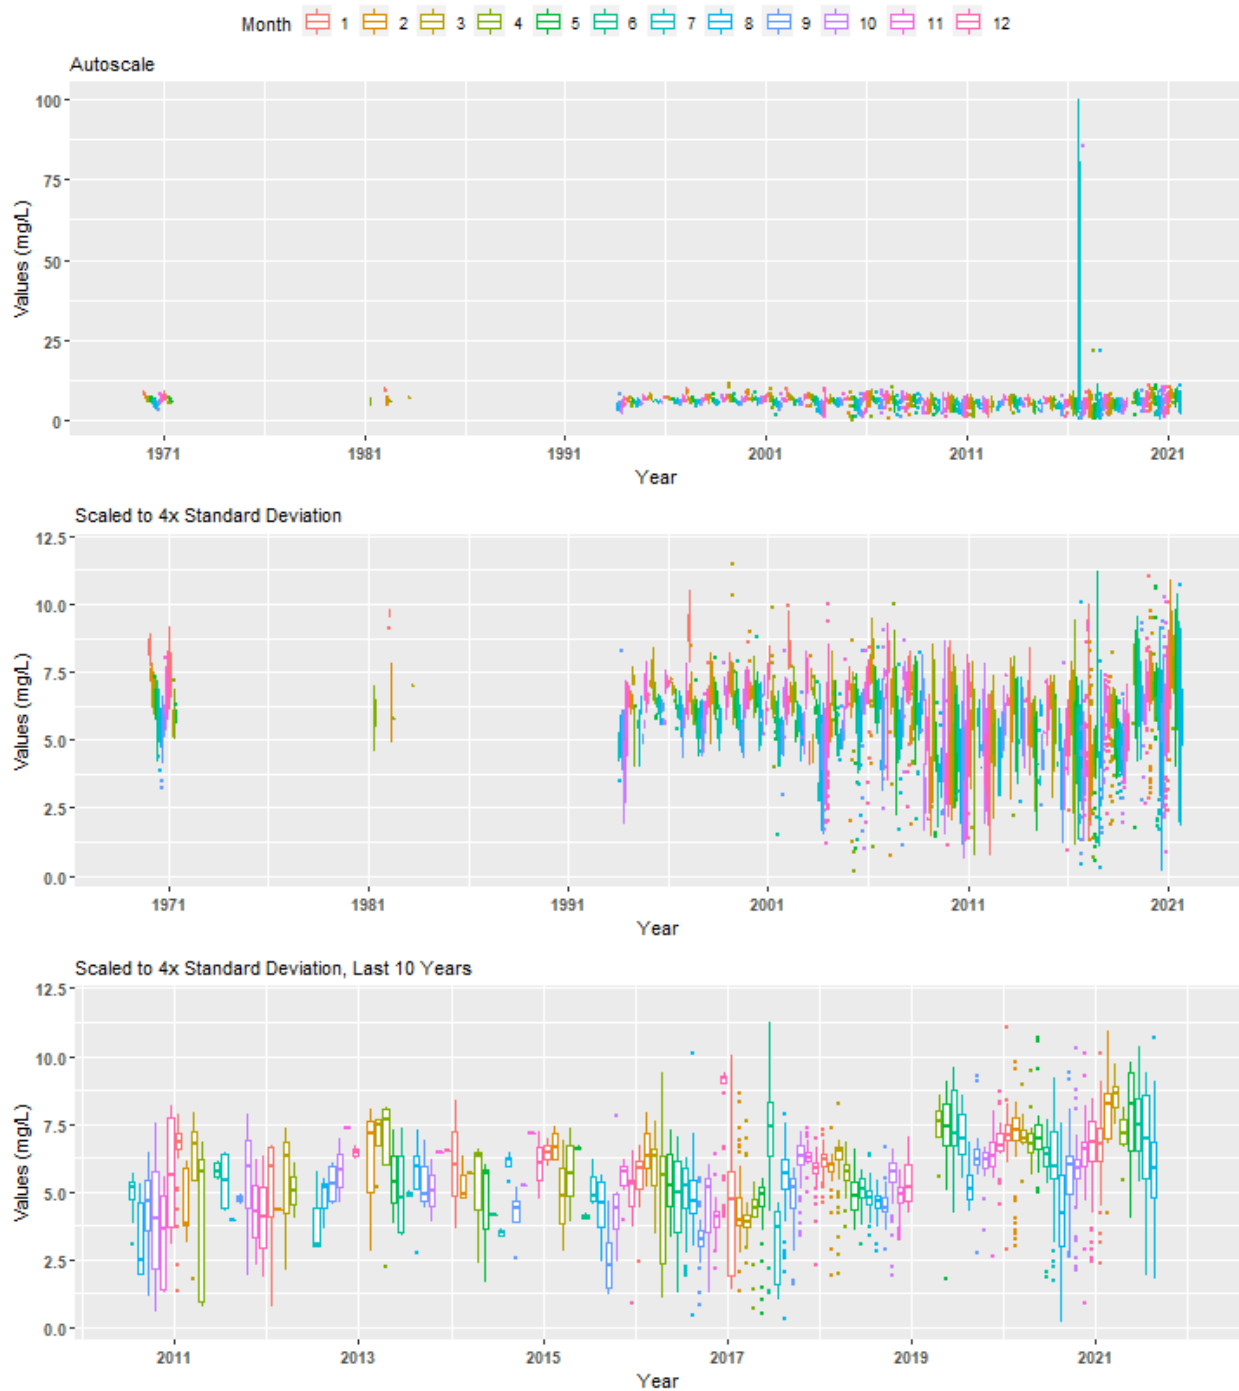 Month 1 2 3 4 5 6 7 8 9 10 11 12
Autoscale
100
75
50
25
0
Values (mg/L)
1971 1981 1991 2001 2011 2021
Year
Scaled to 4x Standard Deviation
12.5
10.0
7.5
5.0
2.5
0.0
Values (mg/L)
1971 1981 1991 2001 2011 2021
Year
Scaled to 4x Standard Deviation, Last 10 Years
12.5
10.0
7.5
5.0
2.5
0.0
Values (mg/L)
2011 2013 2015 2017 2019 2021
Year